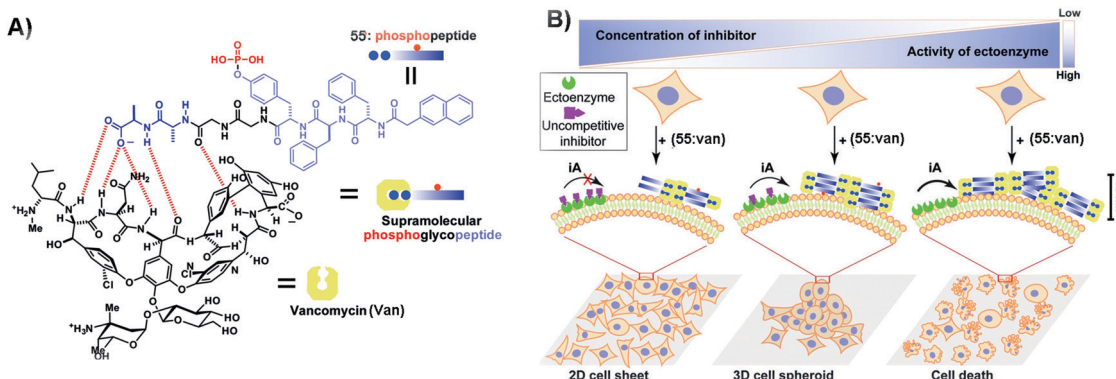 A)
55: phosphopeptide
=
O
HO-P-OH
O
O
O
O
O
O
O
O
O
O−
N
H
N
H
N
H
N
H
N
H
N
H
N
H
NH2
=
Supramolecular
phosphoglycopeptide
+H2N
Me
HO
Cl
Cl
OH
HO
OH
=
Vancomycin (Van)
Me
+H3N
Me
OH
HO
HO
OH
B)
Concentration of inhibitor
Activity of ectoenzyme
Low
High
Ectoenzyme
Uncompetitive
inhibitor
+ (55:van)
+ (55:van)
+ (55:van)
iA
iA
iA
2D cell sheet
3D cell spheroid
Cell death